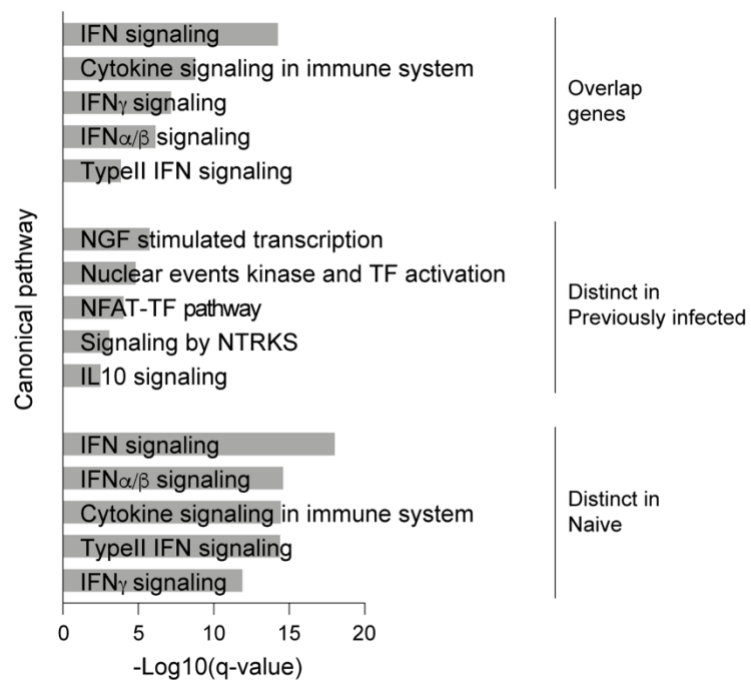 IFN signaling
Cytokine signaling in immune system
IFNγ signaling
IFNα/β signaling
TypeII IFN signaling
Overlap
genes
NGF stimulated transcription
Nuclear events kinase and TF activation
NFAT-TF pathway
Signaling by NTRKS
IL10 signaling
Distinct in
Previously infected
IFN signaling
IFNα/β signaling
Cytokine signaling in immune system
TypeII IFN signaling
IFNγ signaling
Distinct in
Naive
Canonical pathway
0 5 10 15 20
-Log10(q-value)